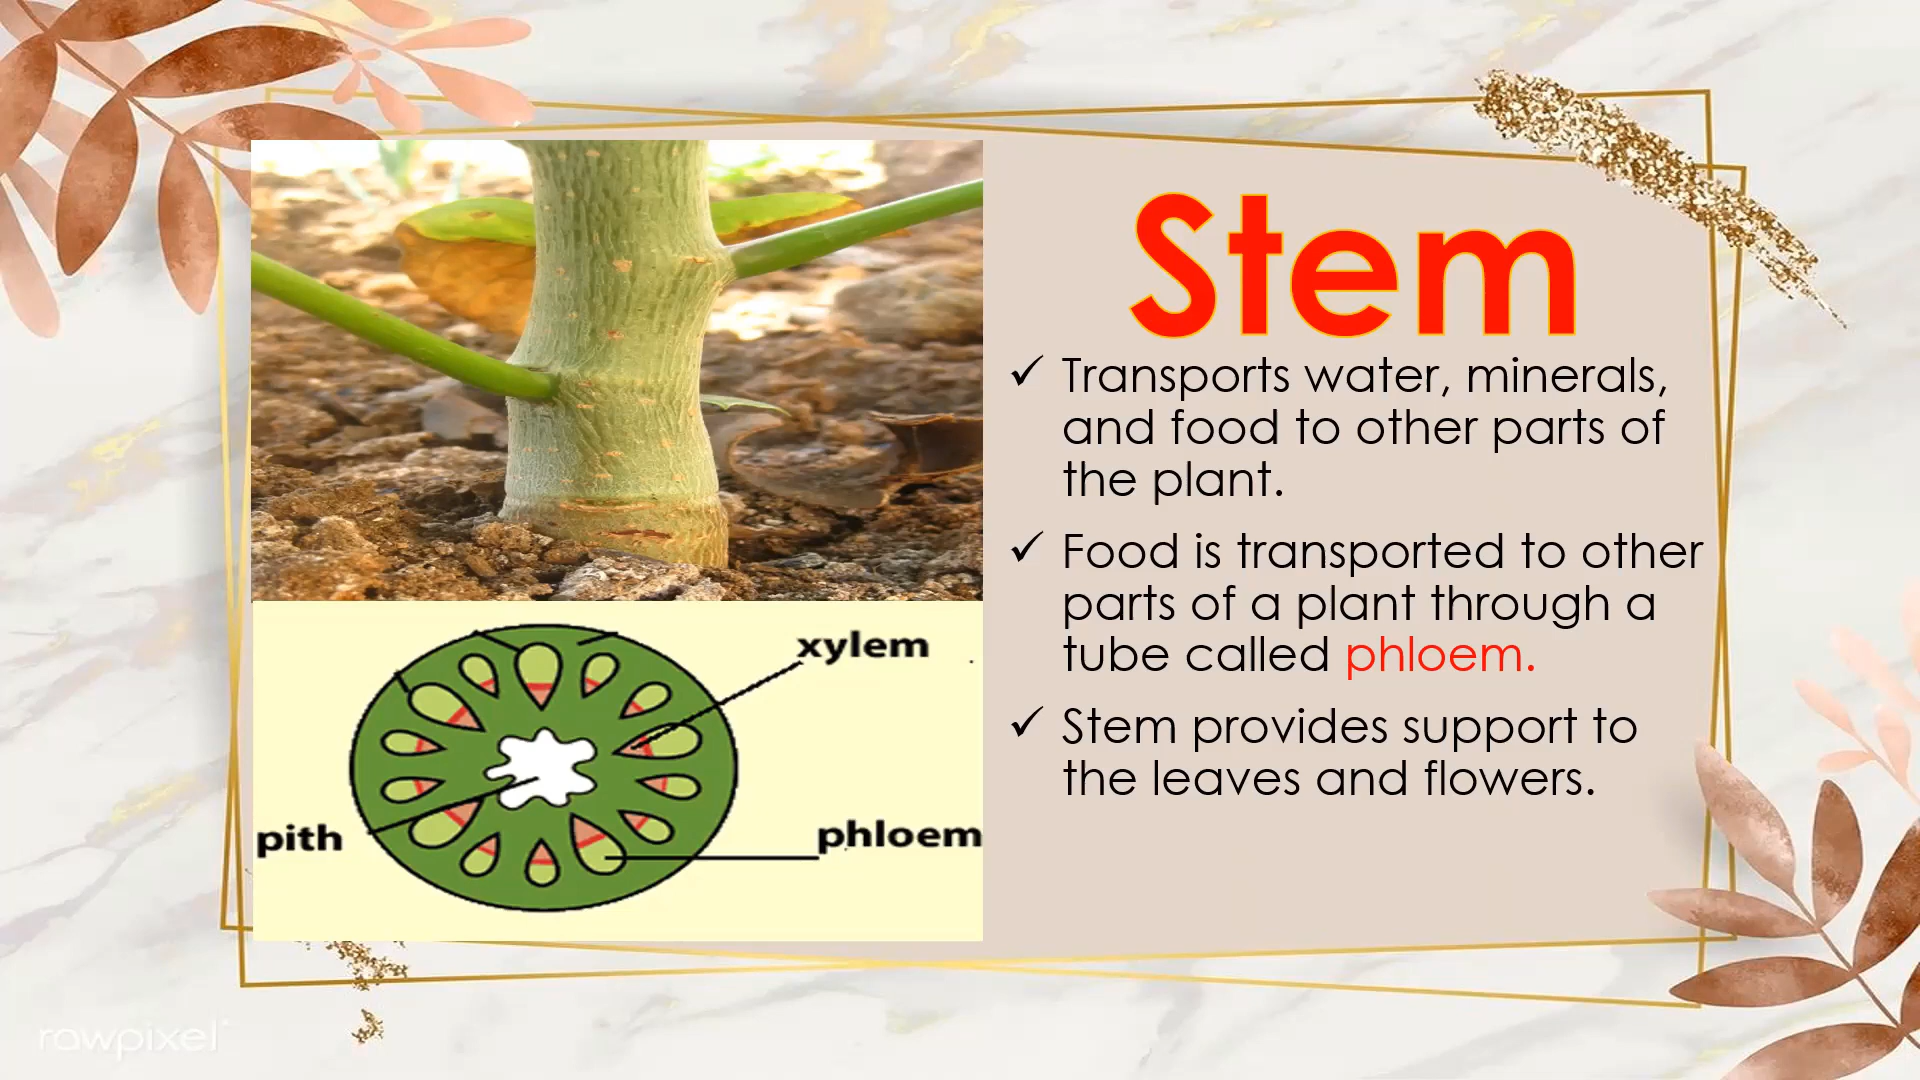 Stem
✓ Transports water, minerals,
and food to other parts of
the plant.
✓ Food is transported to other
parts of a plant through a
tube called phloem.
✓ Stem provides support to
the leaves and flowers.
xylem
pith
phloem
rawpixel